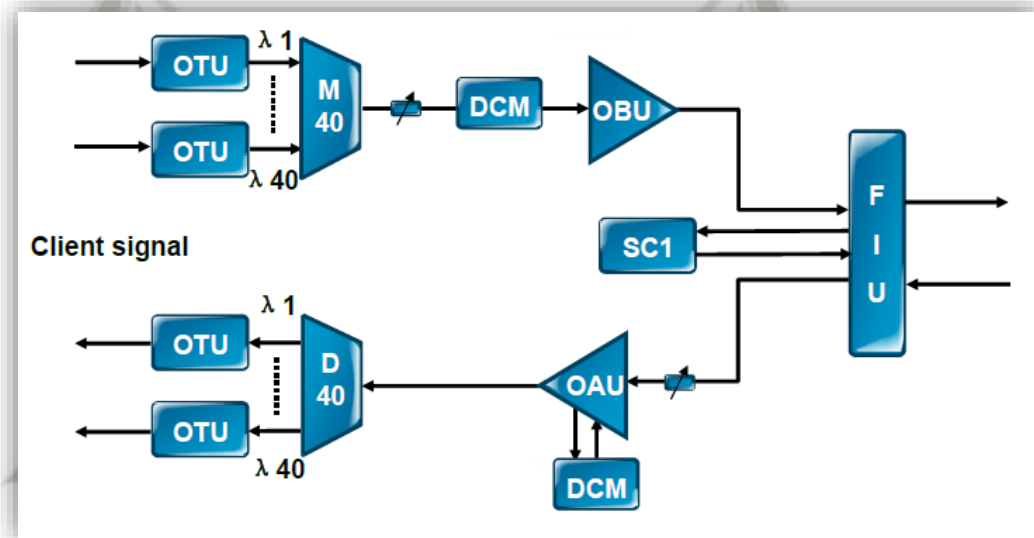 OTU
λ 1
M
40
DCM
OBU
OTU
λ 40
F
I
U
SC1
Client signal
OTU
λ 1
D
40
OAU
OTU
λ 40
DCM